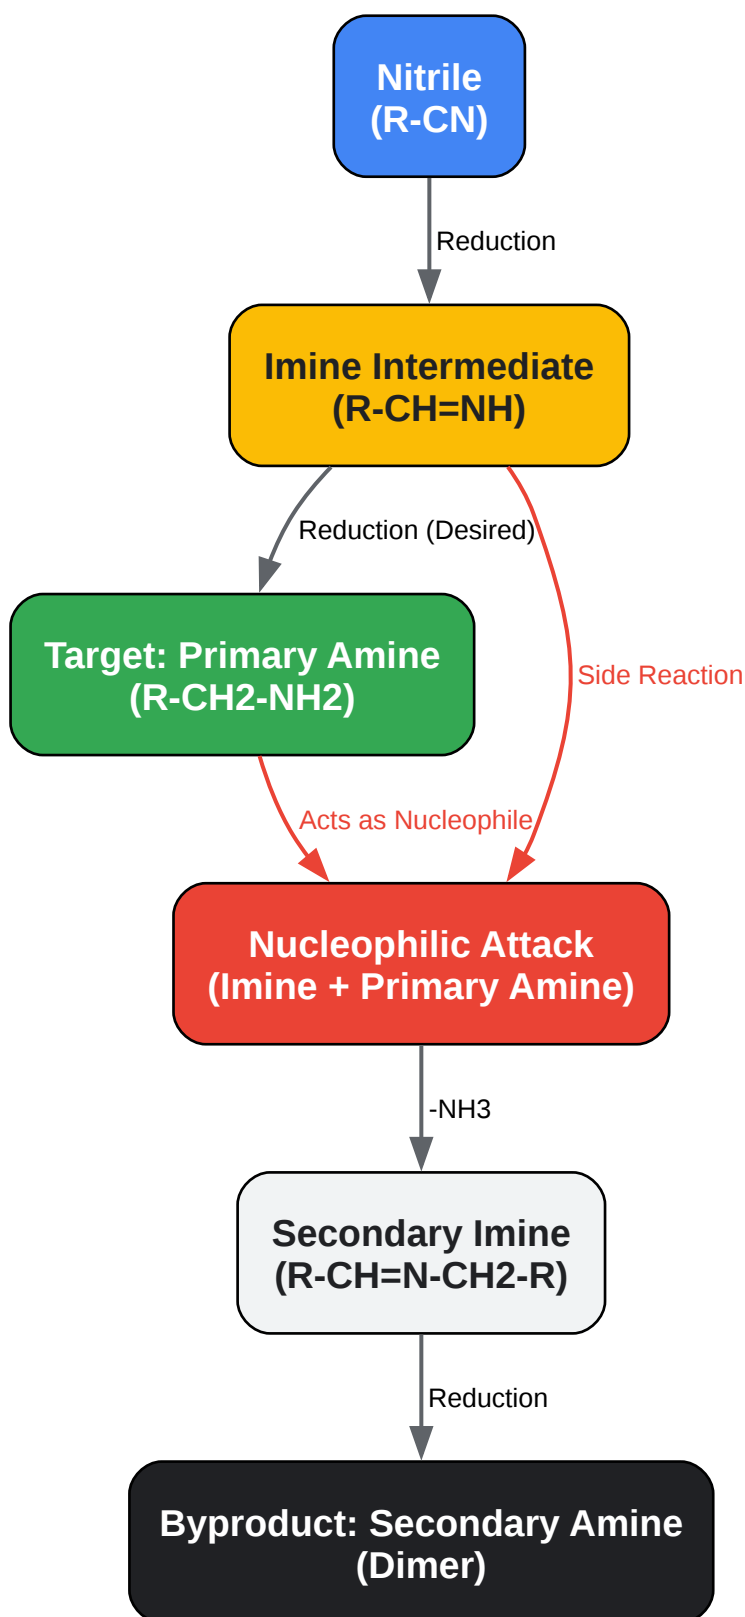 Nitrile
(R-CN)
Reduction
Imine Intermediate
(R-CH=NH)
Reduction (Desired)
Target: Primary Amine
(R-CH2-NH2)
Side Reaction
Acts as Nucleophile
Nucleophilic Attack
(Imine + Primary Amine)
-NH3
Secondary Imine
(R-CH=N-CH2-R)
Reduction
Byproduct: Secondary Amine
(Dimer)